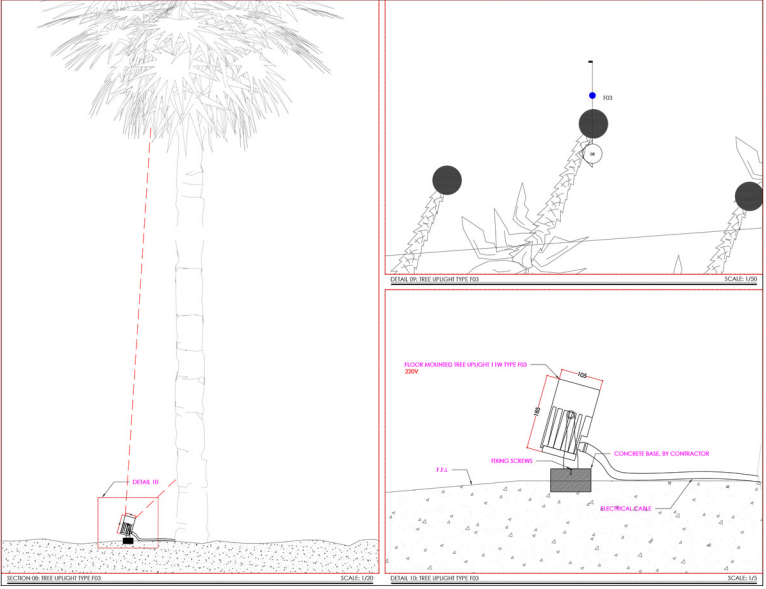 DETAIL 10
SECTION 08: TREE UPLIGHT TYPE F03
SCALE: 1/20
F03
08
DETAIL 09: TREE UPLIGHT TYPE F03
SCALE: 1/50
FLOOR MOUNTED TREE UPLIGHT 11W TYPE F03
220V
105
185
CONCRETE BASE. BY CONTRACTOR
FIXING SCREWS
F.F.L
ELECTRICAL CABLE
DETAIL 10: TREE UPLIGHT TYPE F03
SCALE: 1/5